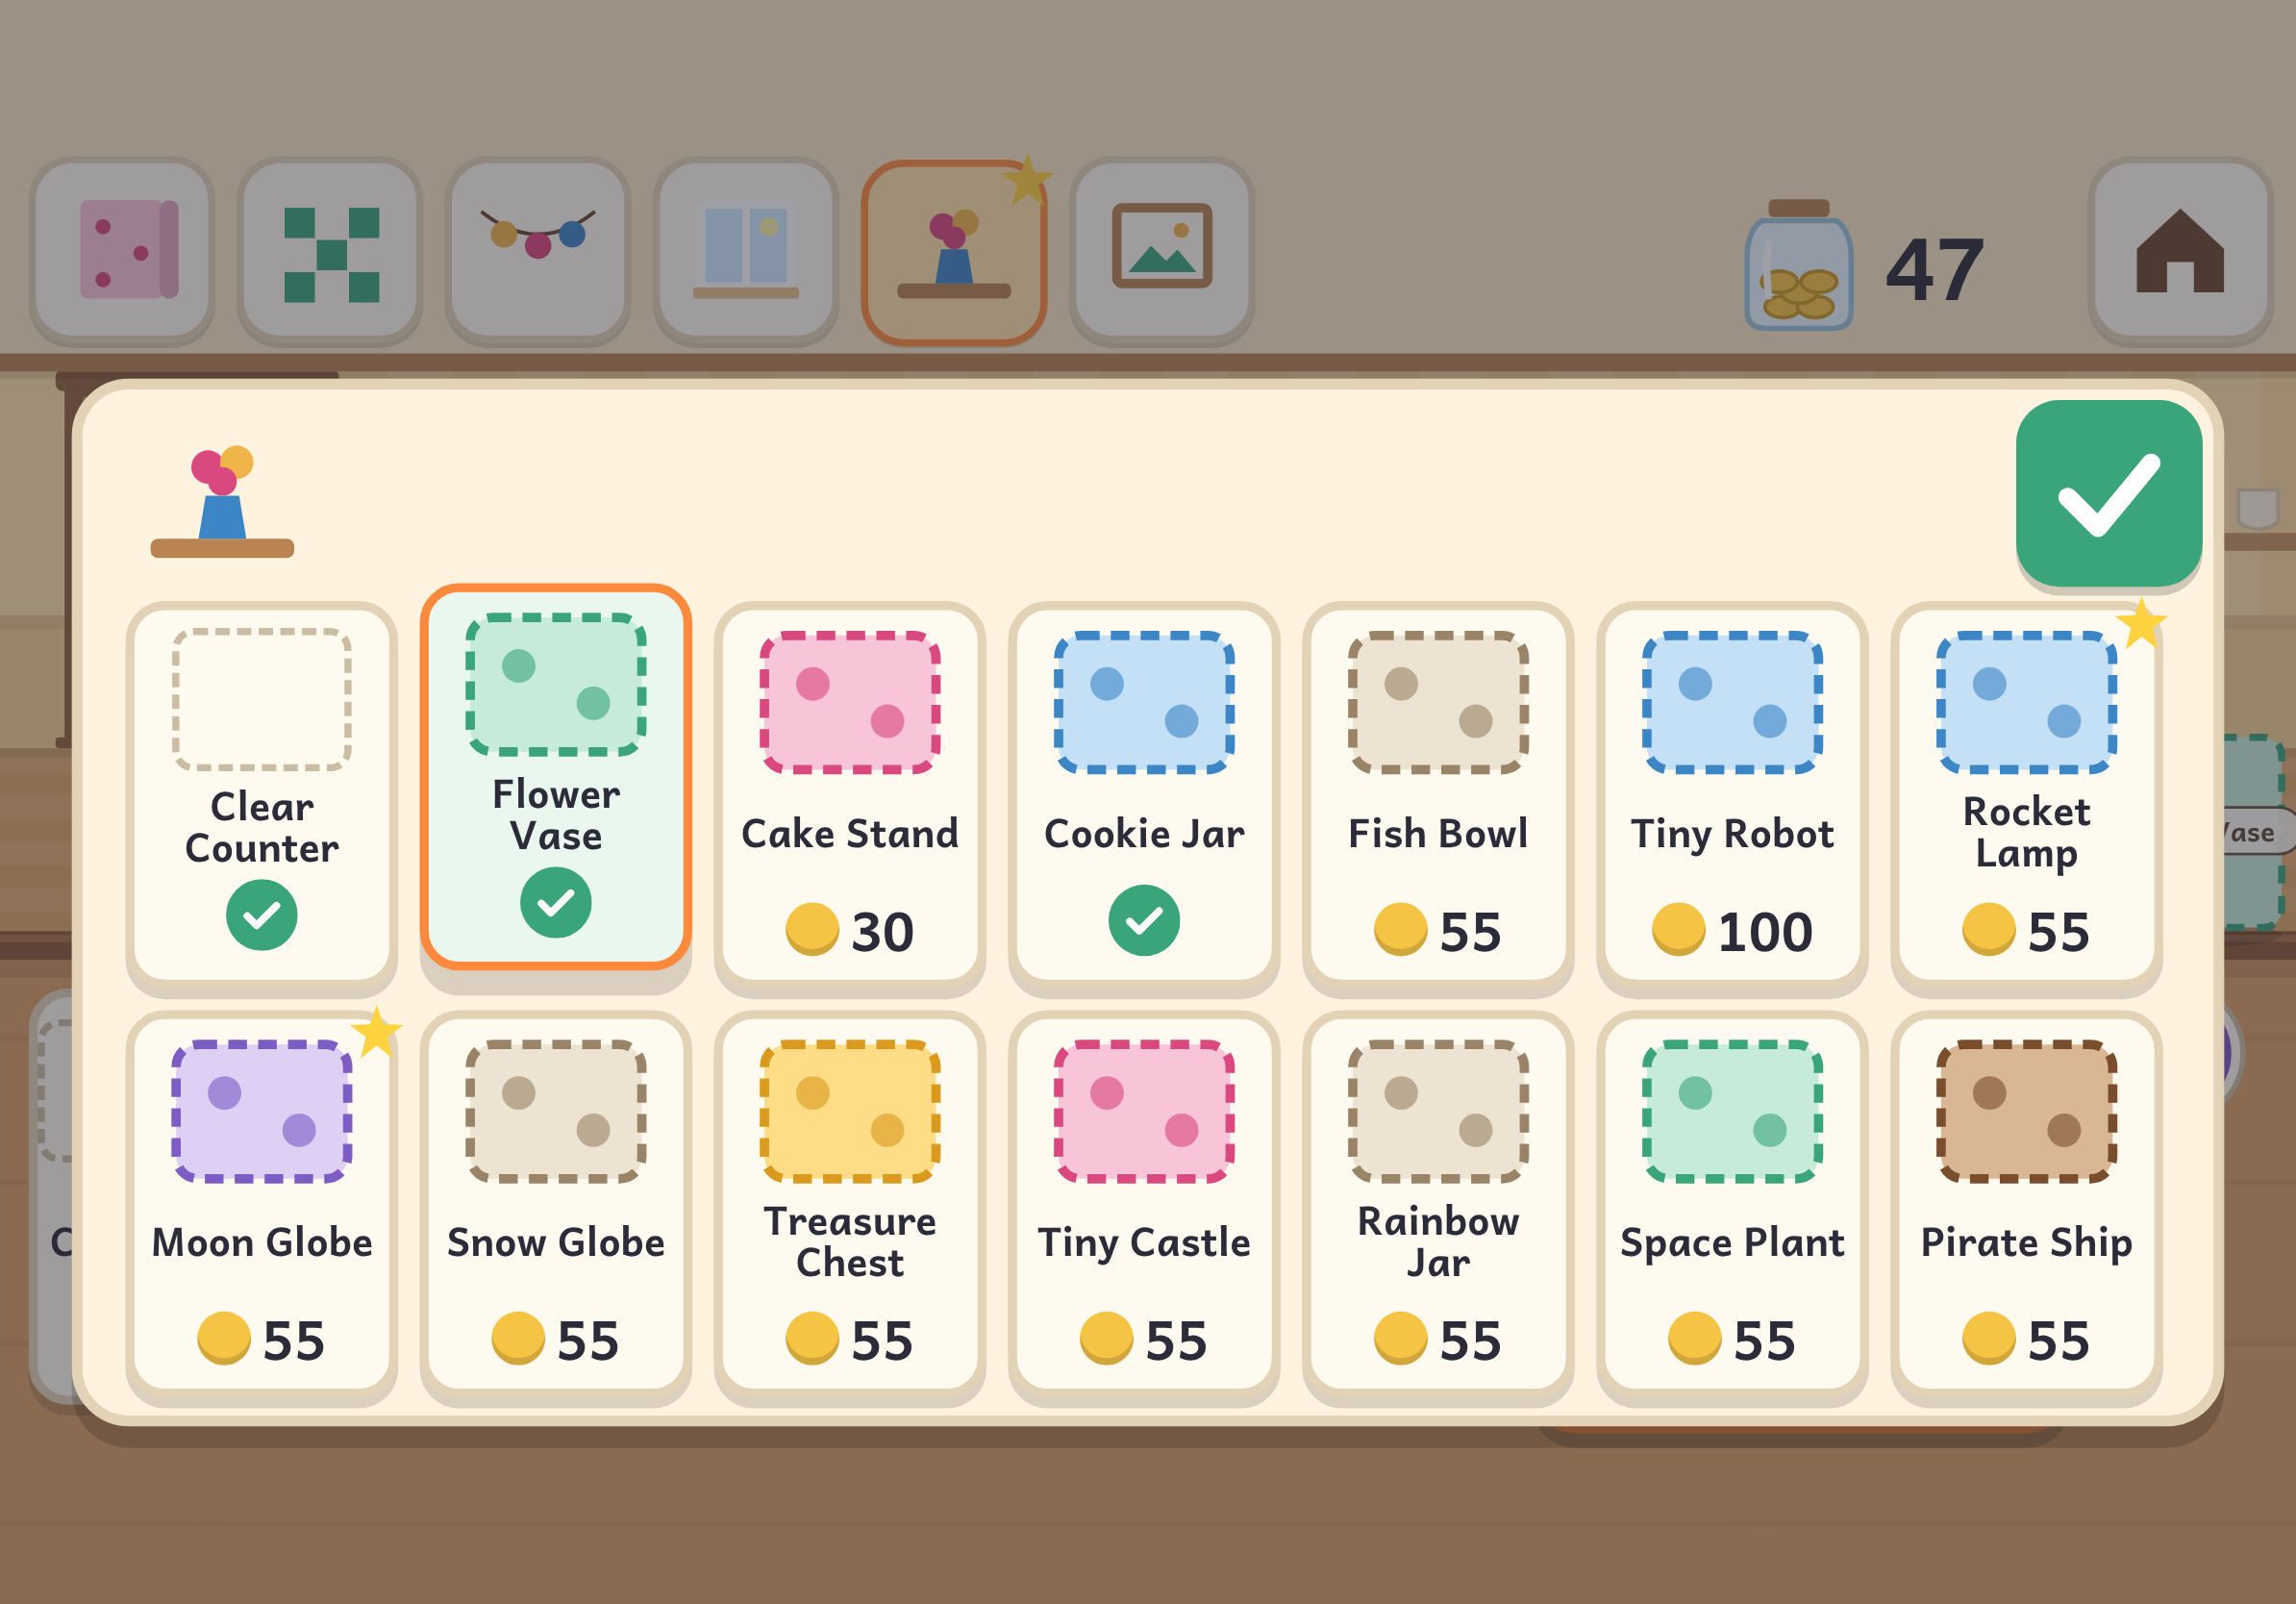 47
Clear
Counter
Flower
Vase
Cake Stand
30
Cookie Jar
Fish Bowl
55
Tiny Robot
100
Rocket
Lamp
55
Vase
C
Moon Globe
55
Snow Globe
55
Treasure
Chest
55
Tiny Castle
55
Rainbow
Jar
55
Space Plant
55
Pirate Ship
55